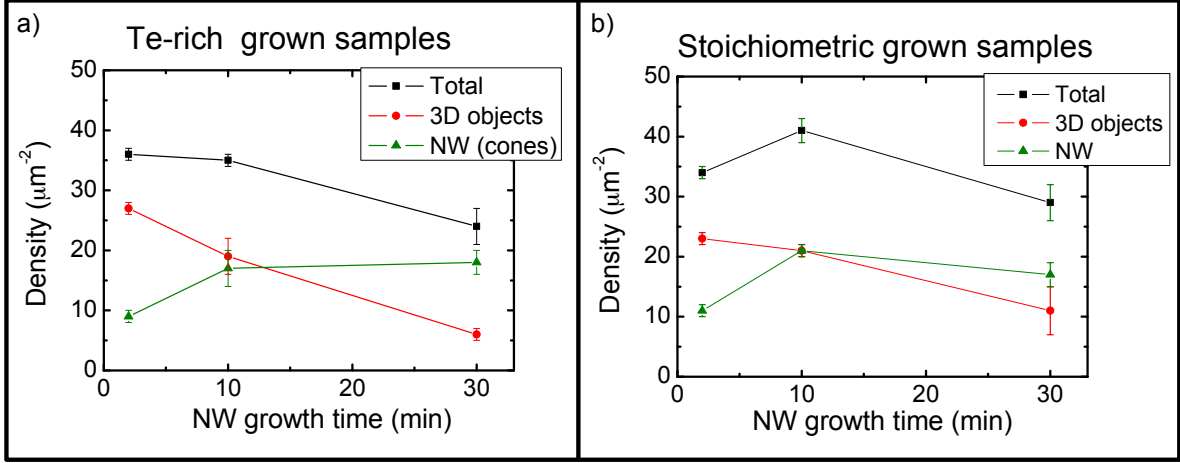 a)
Te-rich grown samples
Total
3D objects
NW (cones)
50
40
30
20
10
0
Density (μm⁻²)
0
10
20
30
NW growth time (min)
b)
Stoichiometric grown samples
Total
3D objects
NW
50
40
30
20
10
0
Density (μm⁻²)
0
10
20
30
NW growth time (min)